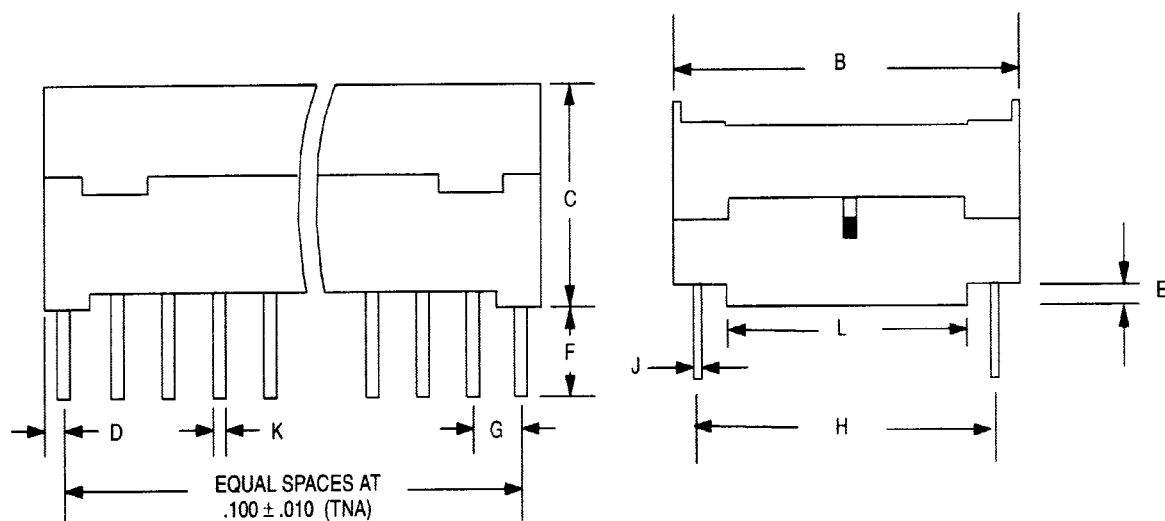 B
C
E
L
F
J
D
K
G
H
EQUAL SPACES AT
.100 ± .010 (TNA)